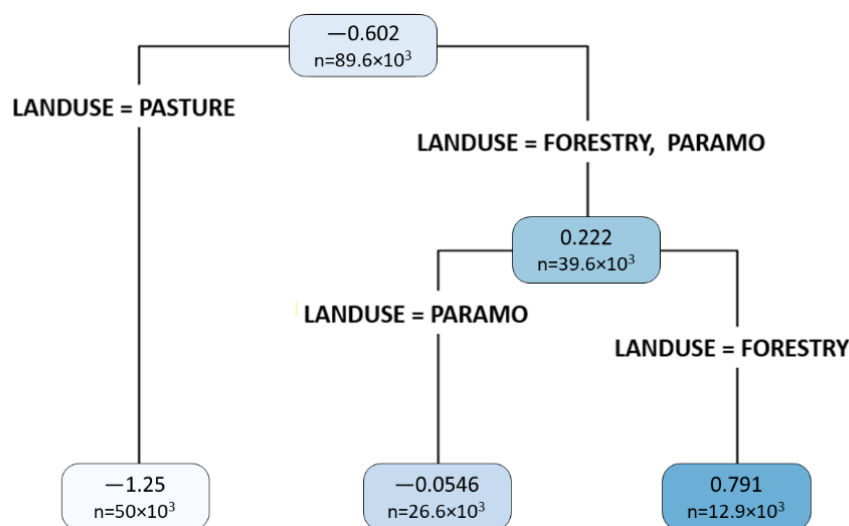 —0.602
n=89.6×10³
LANDUSE = PASTURE
LANDUSE = FORESTRY, PARAMO
0.222
n=39.6×10³
LANDUSE = PARAMO
LANDUSE = FORESTRY
—1.25
n=50×10³
—0.0546
n=26.6×10³
0.791
n=12.9×10³